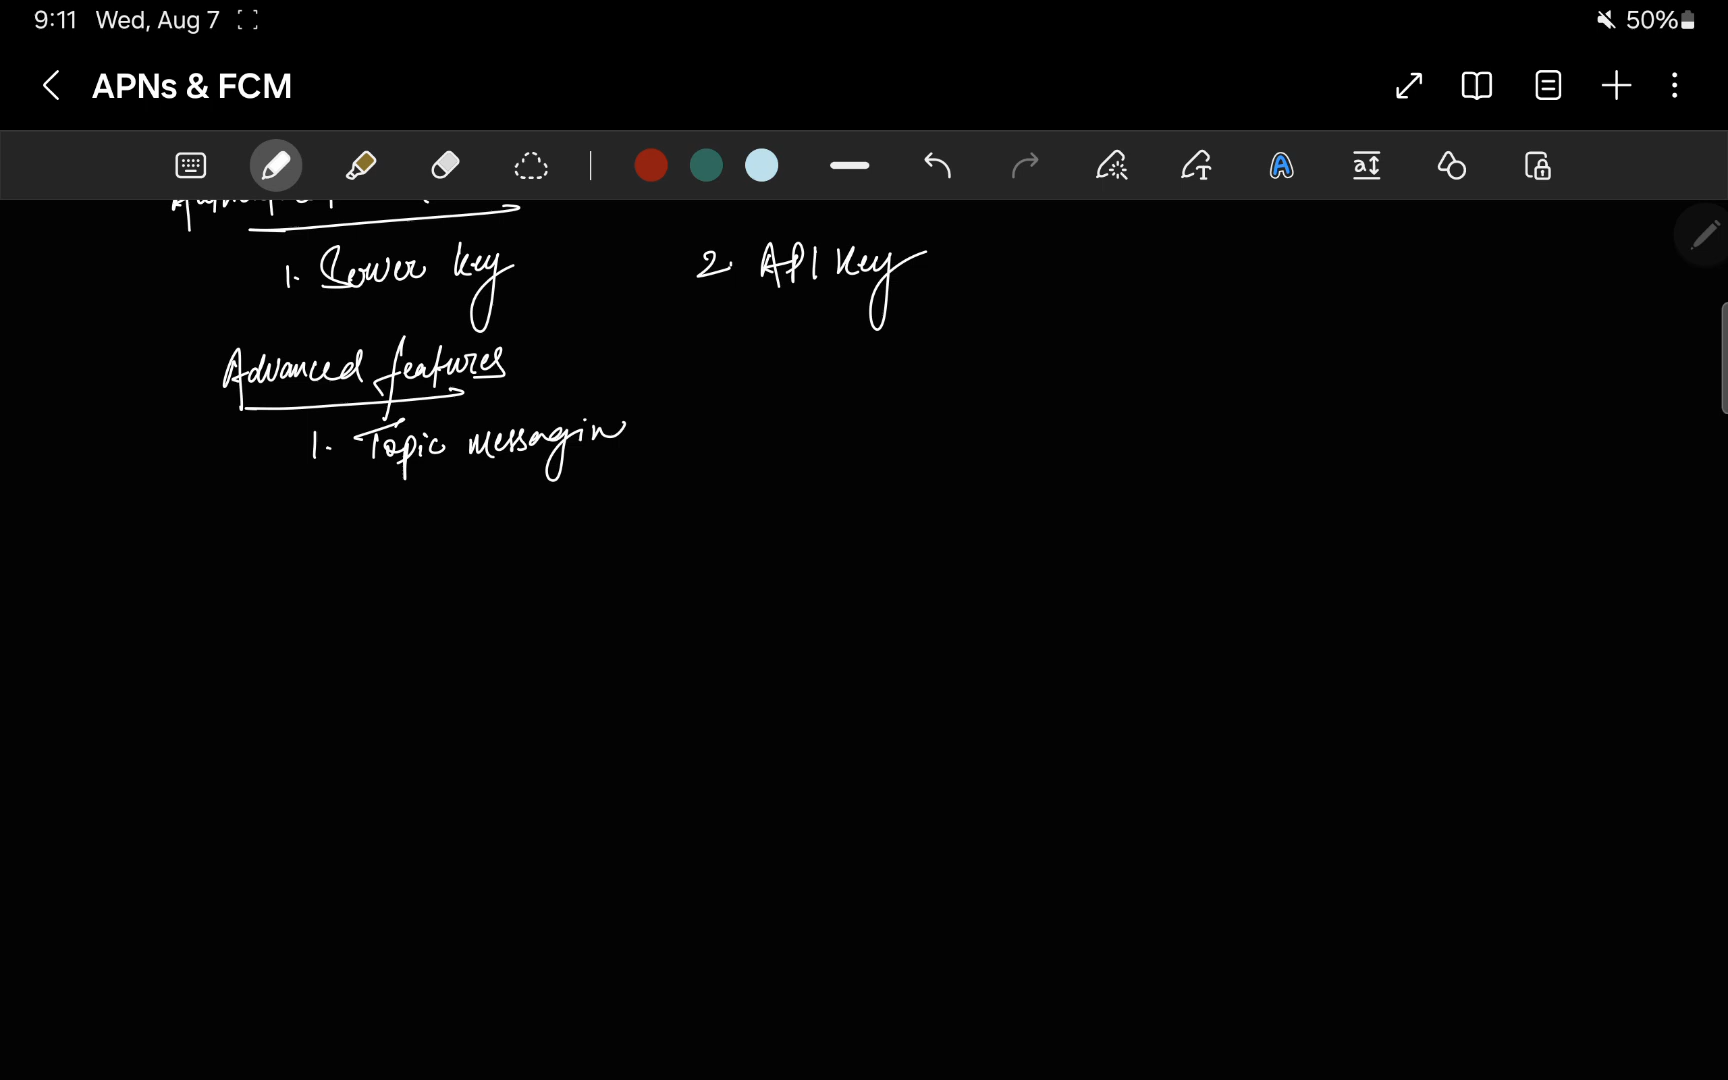 9:11 Wed, Aug 7 50%
APNs & FCM
1. Server key 2. API key
Advanced features
1. Topic messagin